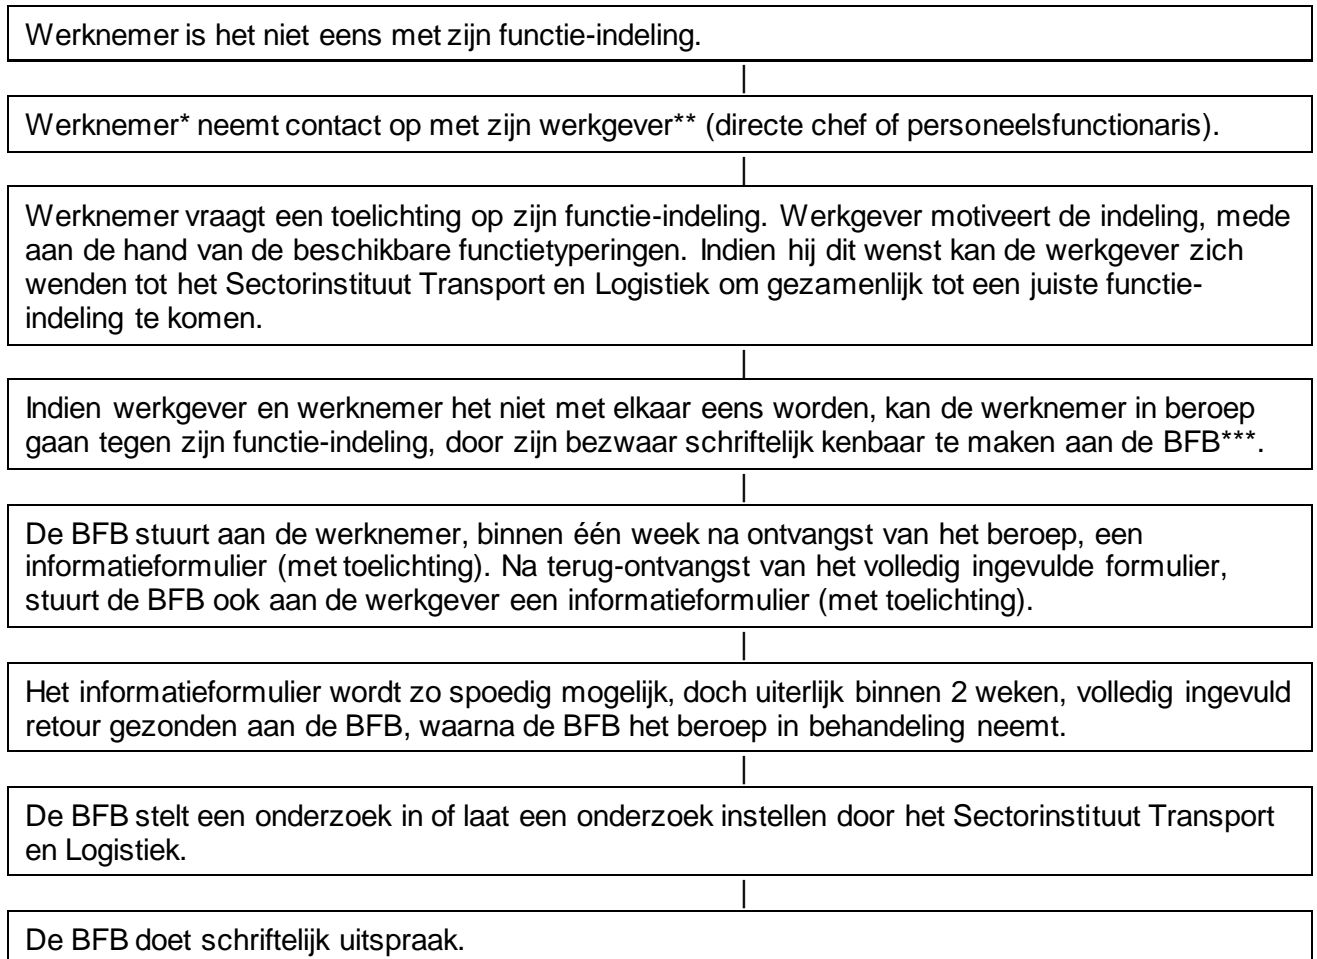 Werknemer is het niet eens met zijn functie-indeling.
Werknemer* neemt contact op met zijn werkgever** (directe chef of personeelsfunctionaris).
Werknemer vraagt een toelichting op zijn functie-indeling. Werkgever motiveert de indeling, mede
aan de hand van de beschikbare functietyperingen. Indien hij dit wenst kan de werkgever zich
wenden tot het Sectorinstituut Transport en Logistiek om gezamenlijk tot een juiste functie-
indeling te komen.
Indien werkgever en werknemer het niet met elkaar eens worden, kan de werknemer in beroep
gaan tegen zijn functie-indeling, door zijn bezwaar schriftelijk kenbaar te maken aan de BFB***.
De BFB stuurt aan de werknemer, binnen één week na ontvangst van het beroep, een
informatieformulier (met toelichting). Na terug-ontvangst van het volledig ingevulde formulier,
stuurt de BFB ook aan de werkgever een informatieformulier (met toelichting).
Het informatieformulier wordt zo spoedig mogelijk, doch uiterlijk binnen 2 weken, volledig ingevuld
retour gezonden aan de BFB, waarna de BFB het beroep in behandeling neemt.
De BFB stelt een onderzoek in of laat een onderzoek instellen door het Sectorinstituut Transport
en Logistiek.
De BFB doet schriftelijk uitspraak.